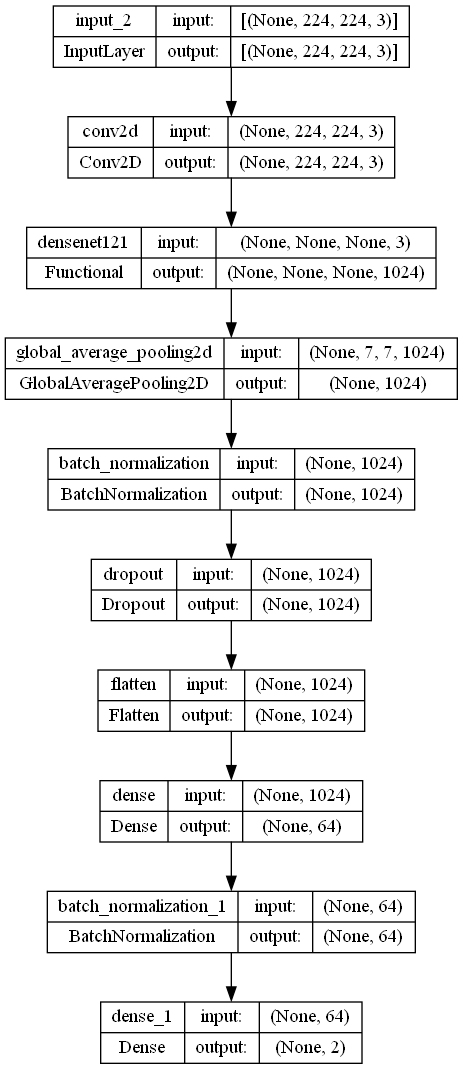 input_2 input: [(None, 224, 224, 3)]
InputLayer output: [(None, 224, 224, 3)]
conv2d input: (None, 224, 224, 3)
Conv2D output: (None, 224, 224, 3)
densenet121 input: (None, None, None, 3)
Functional output: (None, None, None, 1024)
global_average_pooling2d input: (None, 7, 7, 1024)
GlobalAveragePooling2D output: (None, 1024)
batch_normalization input: (None, 1024)
BatchNormalization output: (None, 1024)
dropout input: (None, 1024)
Dropout output: (None, 1024)
flatten input: (None, 1024)
Flatten output: (None, 1024)
dense input: (None, 1024)
Dense output: (None, 64)
batch_normalization_1 input: (None, 64)
BatchNormalization output: (None, 64)
dense_1 input: (None, 64)
Dense output: (None, 2)